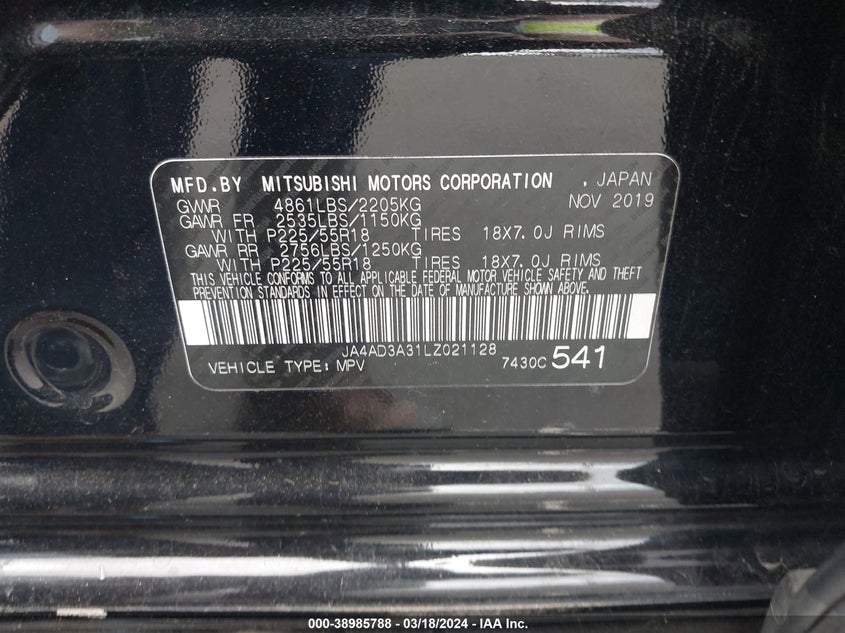 MFD.BY MITSUBISHI MOTORS CORPORATION , JAPAN
GVWR 4861LBS/2205KG NOV 2019
GAWR FR 2535LBS/1150KG
WITH P225/55R18 TIRES 18X7.0J RIMS
GAWR RR 2756LBS/1250KG
WITH P225/55R18 TIRES 18X7.0J RIMS
THIS VEHICLE CONFORMS TO ALL APPLICABLE FEDERAL MOTOR VEHICLE SAFETY AND THEFT
PREVENTION STANDARDS IN EFFECT ON THE DATE OF MANUFACTURE SHOWN ABOVE.
JA4AD3A31LZ021128
VEHICLE TYPE: MPV 7430C 541
000-38985788 - 03/18/2024 - IAA Inc.